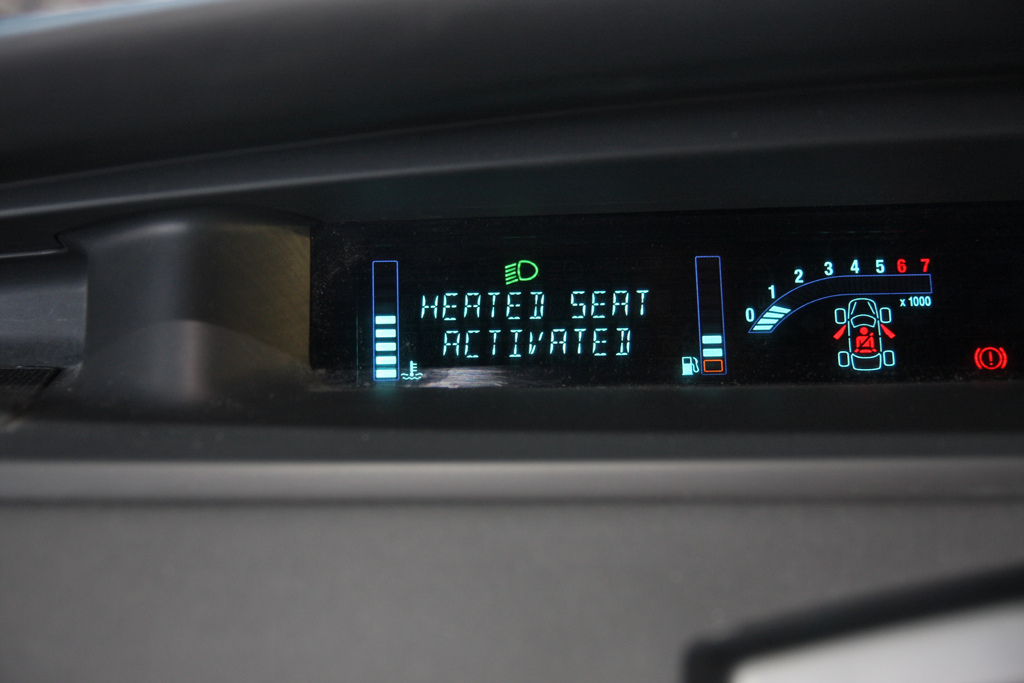 HEATED SEAT
ACTIVATED
0 1 2 3 4 5 6 7
x 1000